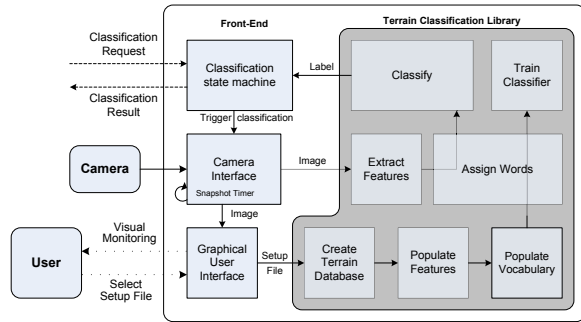 Front-End
Terrain Classification Library
Classification
Request
Classification
Result
Classification
state machine
Label
Classify
Train
Classifier
Trigger classification
Camera
Camera
Interface
Snapshot Timer
Image
Extract
Features
Assign Words
Image
Visual
Monitoring
User
Select
Setup File
Graphical
User
Interface
Setup
File
Create
Terrain
Database
Populate
Features
Populate
Vocabulary